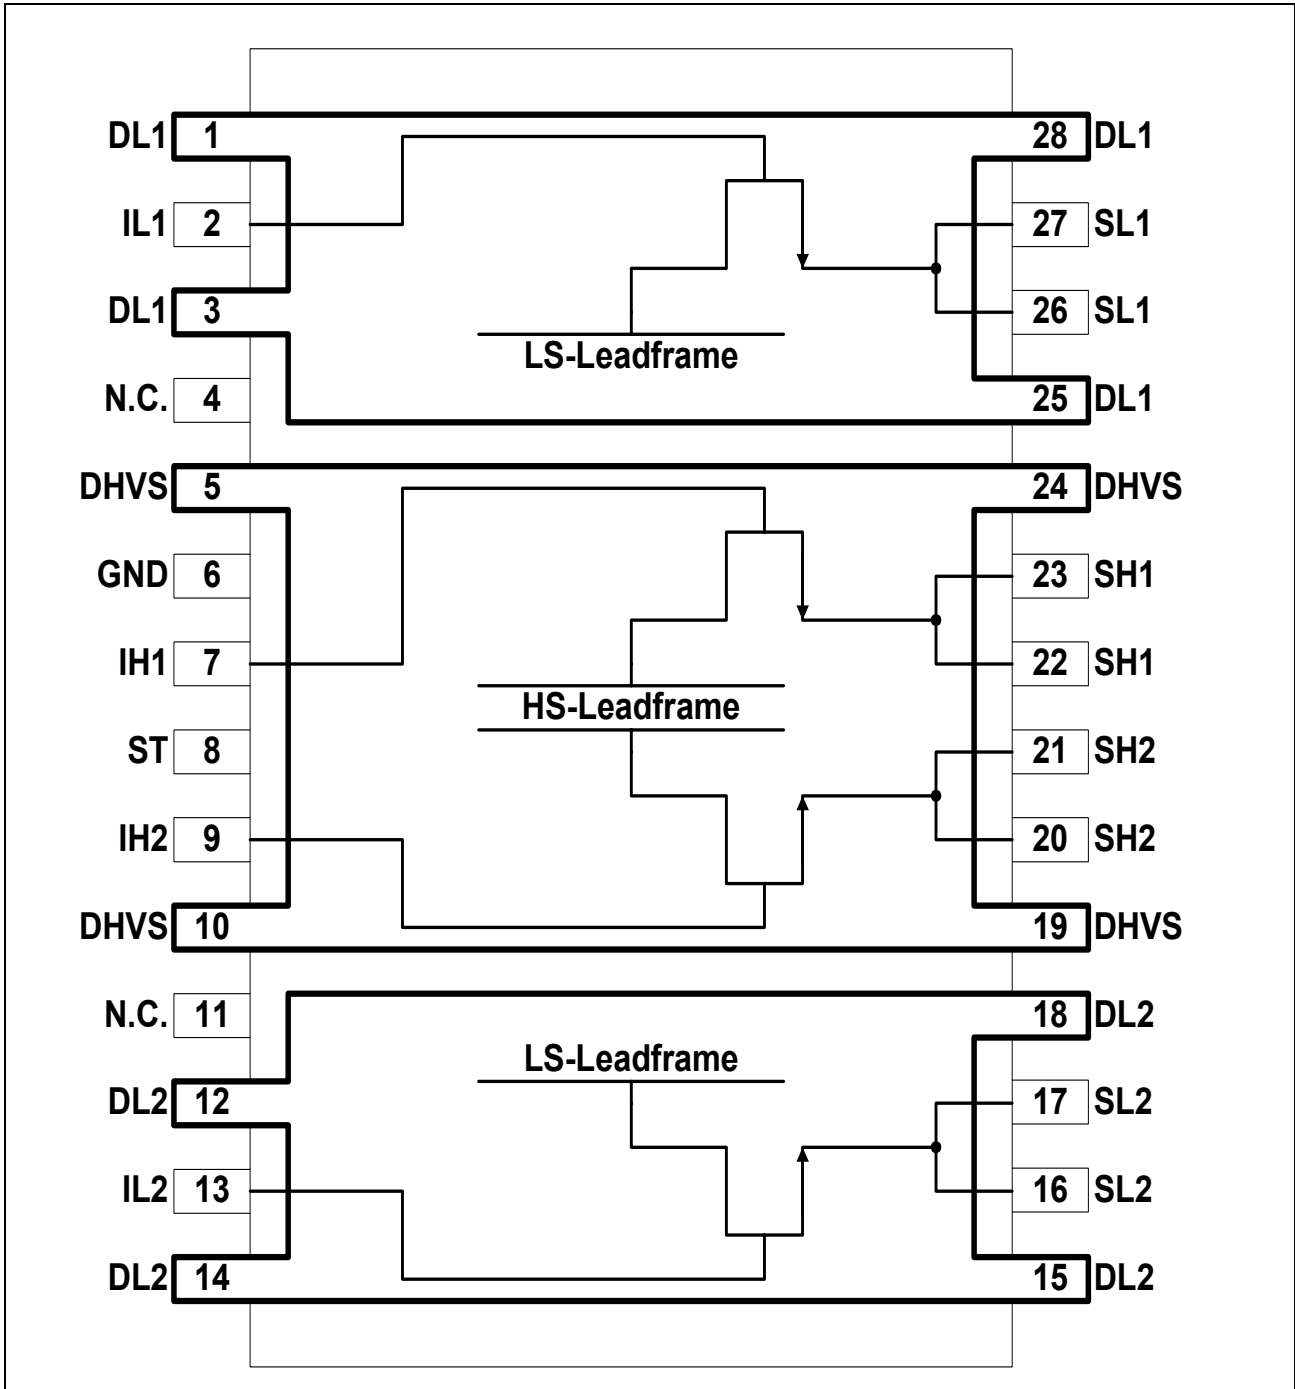 DL1 1 28 DL1
IL1 2 27 SL1
DL1 3 26 SL1
LS-Leadframe
N.C. 4 25 DL1
DHVS 5 24 DHVS
GND 6 23 SH1
IH1 7 22 SH1
HS-Leadframe
ST 8 21 SH2
IH2 9 20 SH2
DHVS 10 19 DHVS
N.C. 11 18 DL2
LS-Leadframe
DL2 12 17 SL2
IL2 13 16 SL2
DL2 14 15 DL2